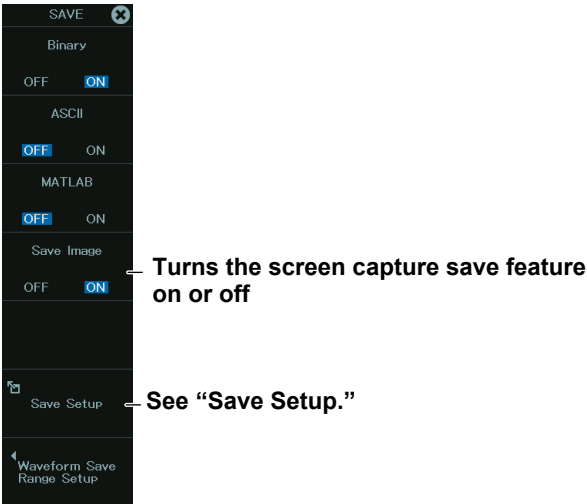 SAVE
Binary
OFF ON
ASCII
OFF ON
MATLAB
OFF ON
Save Image
OFF ON
Turns the screen capture save feature
on or off
Save Setup
See “Save Setup.”
Waveform Save
Range Setup